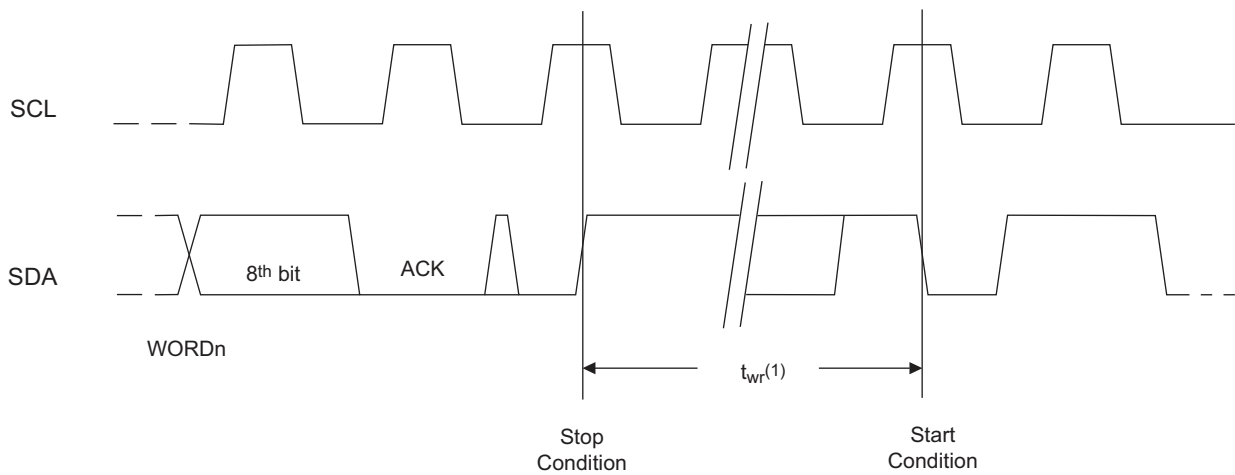 SCL
SDA
8th bit
ACK
WORDn
twr(1)
Stop
Condition
Start
Condition